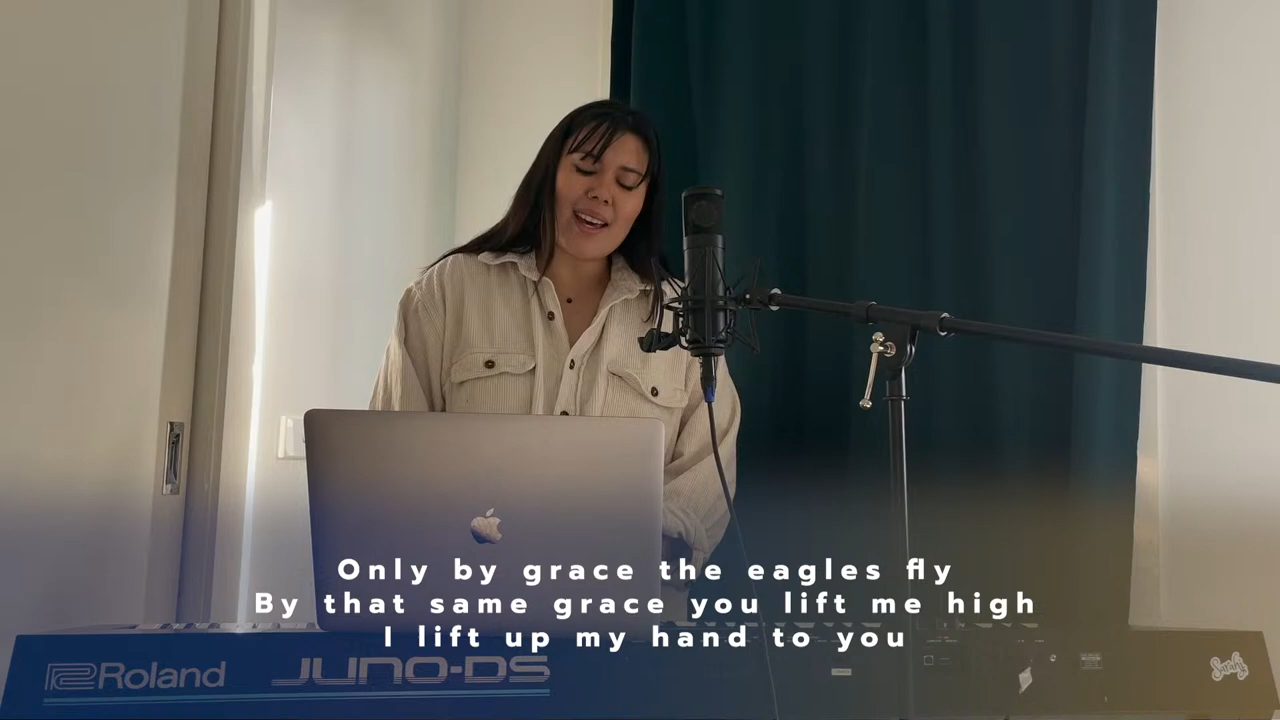 Only by grace the eagles fly
By that same grace you lift me high
I lift up my hand to you
Roland JUNO-DS
Sarah